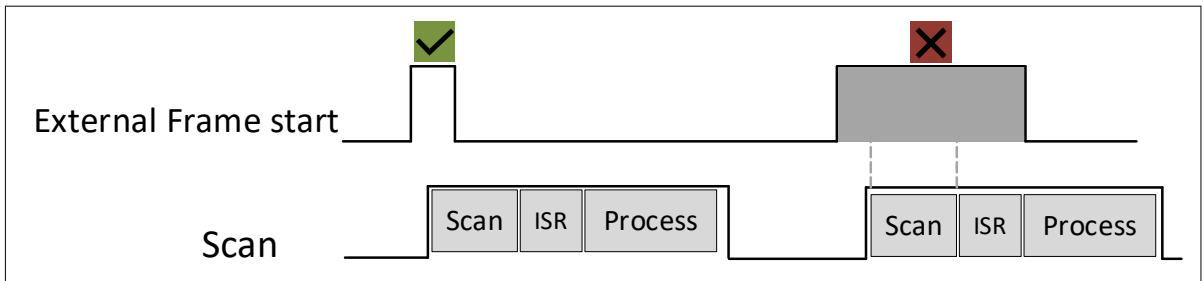 External Frame start
Scan ISR Process Scan ISR Process
Scan